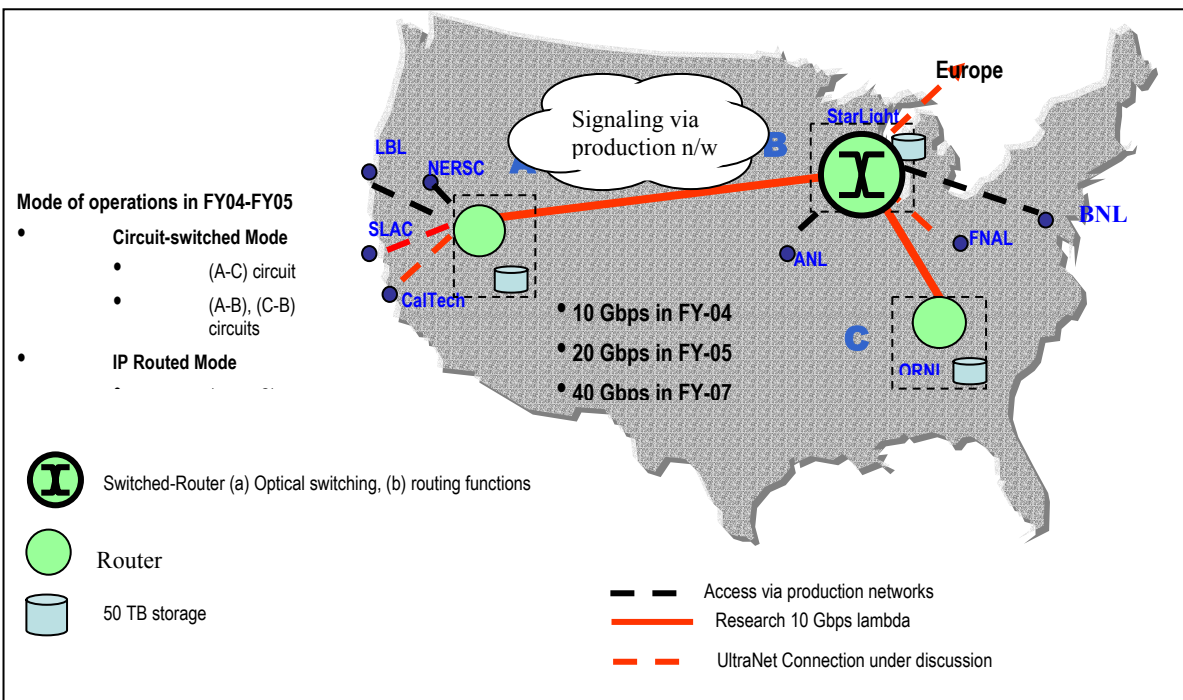 Europe
Signaling via
production n/w
StarLight
B
LBL
NERSC
A
Mode of operations in FY04-FY05
• Circuit-switched Mode
• (A-C) circuit
• (A-B), (C-B)
circuits
• IP Routed Mode
SLAC
CalTech
BNL
FNAL
ANL
• 10 Gbps in FY-04
• 20 Gbps in FY-05
• 40 Gbps in FY-07
C
ORNL
Switched-Router (a) Optical switching, (b) routing functions
Router
50 TB storage
Access via production networks
Research 10 Gbps lambda
UltraNet Connection under discussion